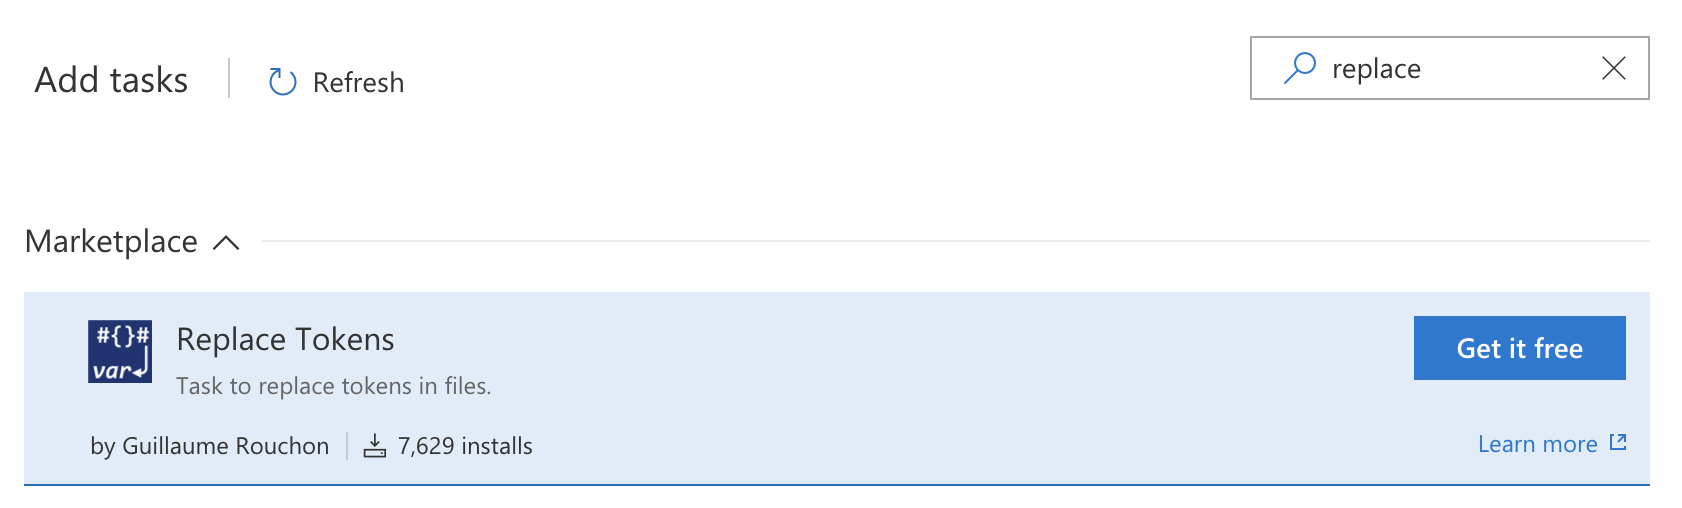 Add tasks
Refresh
replace
Marketplace
#{}#
var
Replace Tokens
Task to replace tokens in files.
Get it free
by Guillaume Rouchon
7,629 installs
Learn more